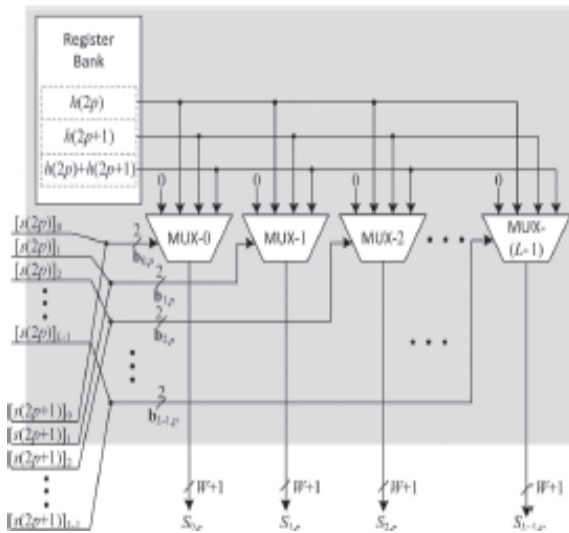 Register
Bank
h(2p)
h(2p+1)
h(2p)+h(2p+1)
0 0 0 0
MUX-0
MUX-1
MUX-2
MUX-
(L-1)
[s(2p)]₀
[s(2p)]₁
[s(2p)]₂
[s(2p)]L-1
2
b₀,p
2
b₁,p
2
b₂,p
2
bL-1,p
[s(2p+1)]₀
[s(2p+1)]₁
[s(2p+1)]₂
[s(2p+1)]L-1
W+1
W+1
W+1
W+1
S₀,p
S₁,p
S₂,p
SL-1,p